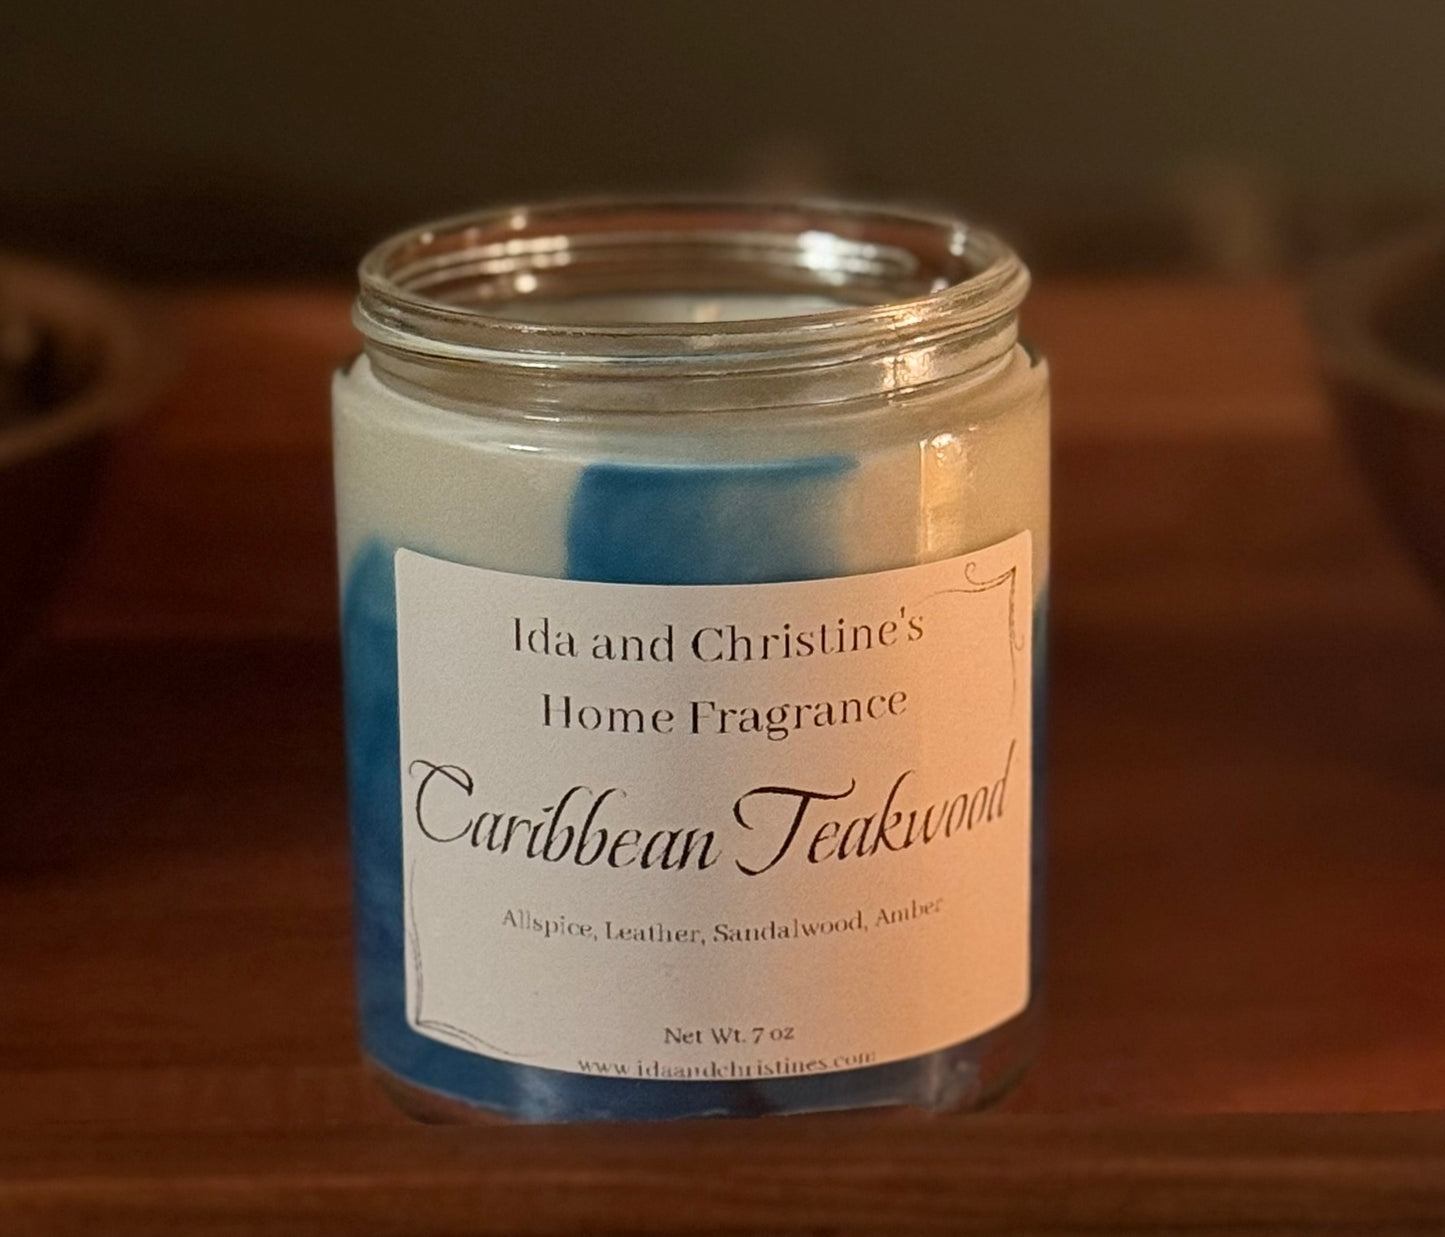 Ida and Christine's
Home Fragrance
Caribbean Teakwood
Allspice, Leather, Sandalwood, Amber
Net Wt. 7 oz
www.idaandchristines.com